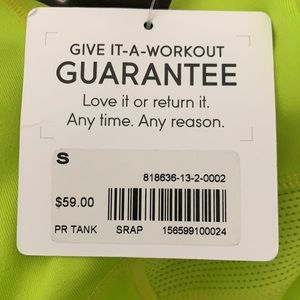 GIVE IT-A-WORKOUT
GUARANTEE
Love it or return it.
Any time. Any reason.
S
818636-13-2-0002
$59.00
PR TANK SRAP 156599100024